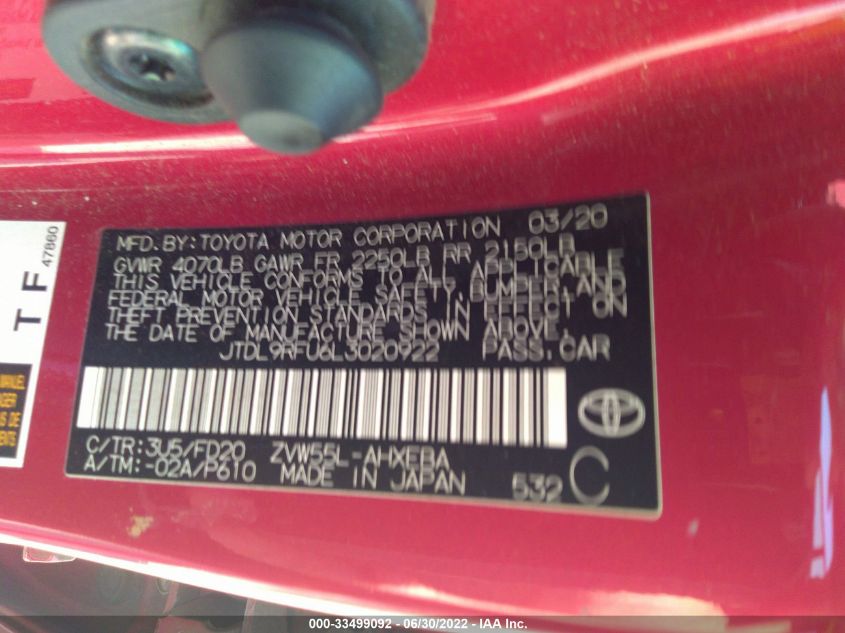 MFD. BY: TOYOTA MOTOR CORPORATION 03/20
GVWR 4070LB GAWR FR 2250LB RR 2150LB
THIS VEHICLE CONFORMS TO ALL APPLICABLE
FEDERAL MOTOR VEHICLE SAFETY, BUMPER, AND
THEFT PREVENTION STANDARDS IN EFFECT ON
THE DATE OF MANUFACTURE SHOWN ABOVE.
JTDL9RFU6L3020922 PASS. CAR
C/TR: 3U5/FD20 ZVW55L-AHXEBA
A/TM: -02A/P610 MADE IN JAPAN 532 C
T F
47860
MANUEL
DE
000-33499092 - 06/30/2022 - IAA Inc.